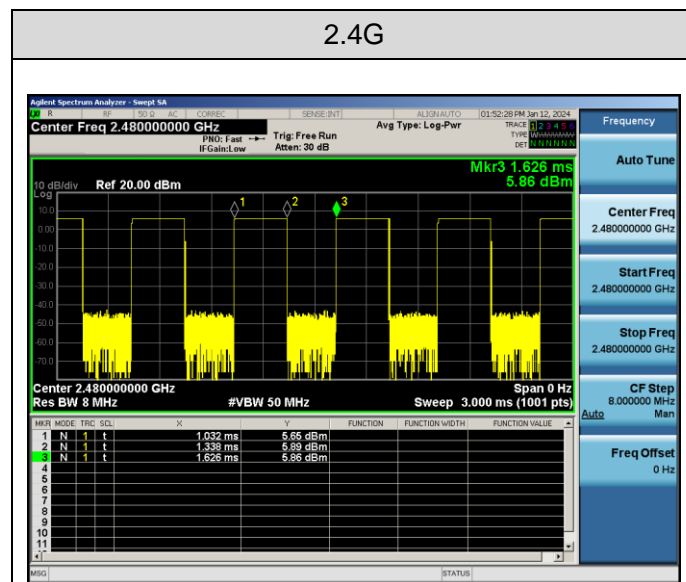 2.4G
Agilent Spectrum Analyzer - Swept SA
R RF 50 Ω AC CORREC SENSE:INT ALIGNAUTO 01:52:28 PM Jan 12, 2024
Center Freq 2.480000000 GHz
PNO: Fast
IFGain:Low
Trig: Free Run
Atten: 30 dB
Avg Type: Log-Pwr
TRACE 1 2 3 4 5 6
TYPE
DET N N N N N N
Mkr3 1.626 ms
5.86 dBm
10 dB/div Ref 20.00 dBm
Log
10.0
0.00
-10.0
-20.0
-30.0
-40.0
-50.0
-60.0
-70.0
1 2 3
Center 2.480000000 GHz Span 0 Hz
Res BW 8 MHz #VBW 50 MHz Sweep 3.000 ms (1001 pts)
MKR MODE TRC SCL X Y FUNCTION FUNCTION WIDTH FUNCTION VALUE
1 N 1 t 1.032 ms 5.65 dBm
2 N 1 t 1.338 ms 5.89 dBm
3 N 1 t 1.626 ms 5.86 dBm
4
5
6
7
8
9
10
11
MSG STATUS
Frequency
Auto Tune
Center Freq
2.480000000 GHz
Start Freq
2.480000000 GHz
Stop Freq
2.480000000 GHz
CF Step
8.000000 MHz
Auto Man
Freq Offset
0 Hz